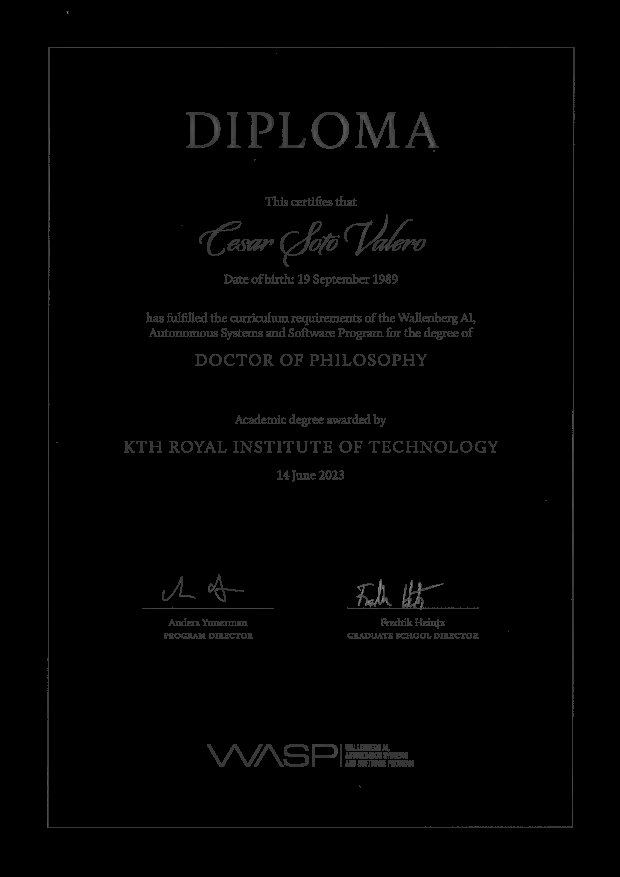 DIPLOMA
This certifies that
Cesar Soto Valero
Date of birth: 19 September 1989
has fulfilled the curriculum requirements of the Wallenberg AI,
Autonomous Systems and Software Program for the degree of
DOCTOR OF PHILOSOPHY
Academic degree awarded by
KTH ROYAL INSTITUTE OF TECHNOLOGY
14 June 2023
Anders Ynnerman
PROGRAM DIRECTOR
Fredrik Heintz
GRADUATE SCHOOL DIRECTOR
WASP
WALLENBERG AI,
AUTONOMOUS SYSTEMS
AND SOFTWARE PROGRAM